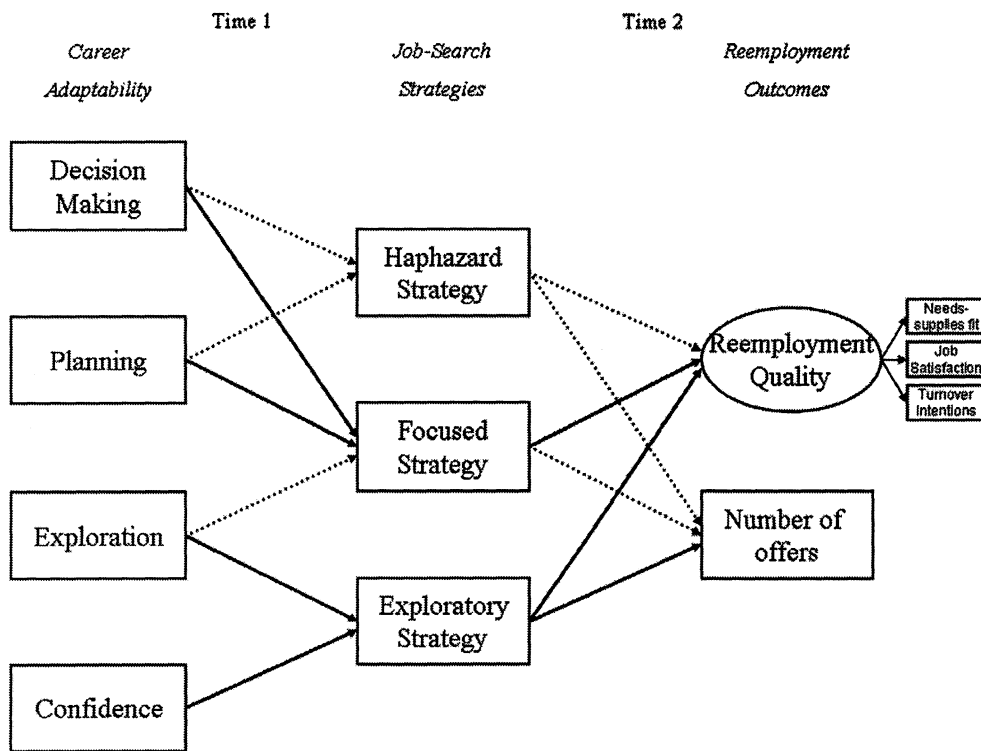 Time 1
Time 2
Career
Adaptability
Job-Search
Strategies
Reemployment
Outcomes
Decision
Making
Planning
Exploration
Confidence
Haphazard
Strategy
Focused
Strategy
Exploratory
Strategy
Reemployment
Quality
Number of
offers
Needs-
supplies fit
Job
Satisfaction
Turnover
Intentions